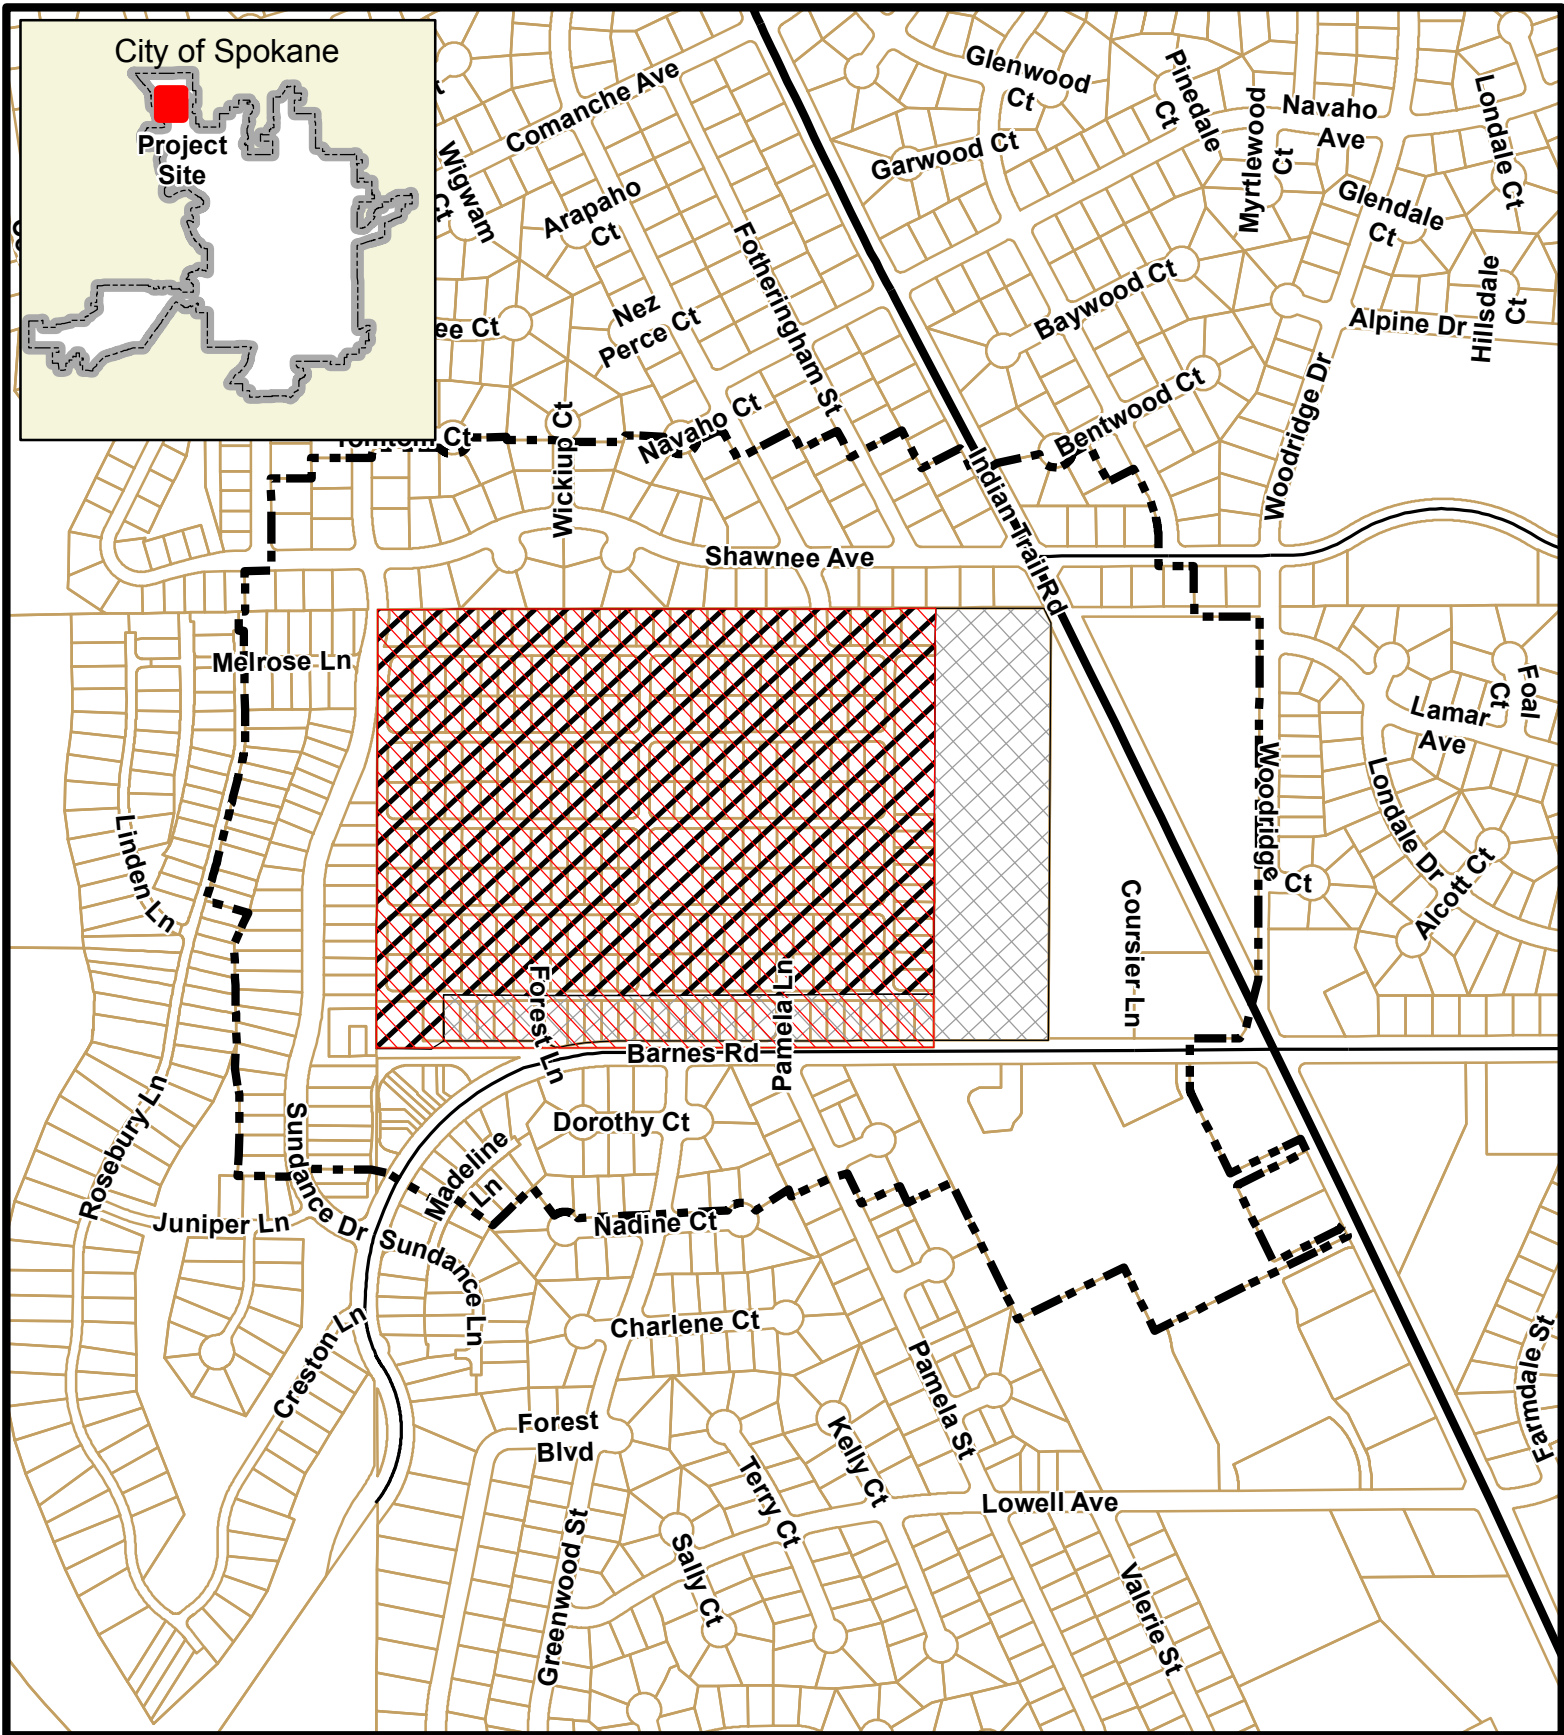 City of Spokane
Project
Site
Comanche Ave
Wigwam
Ct
Arapaho
Ct
Nez
Perce Ct
Fotheringham St
ee Ct
Glenwood
Ct
Garwood Ct
Pinedale
Ct
Myrtlewood
Ct
Navaho
Ave
Londale Ct
Glendale
Ct
Hillsdale
Ct
Alpine Dr
Baywood Ct
Bentwood Ct
Woodridge Dr
Tomtom Ct
Wickiup Ct
Navaho Ct
Indian Trail Rd
Shawnee Ave
Melrose Ln
Linden Ln
Foal
Ct
Lamar
Ave
Londale Dr
Woodridge
Ct
Alcott Ct
Coursier Ln
Forest Ln
Pamela Ln
Barnes Rd
Rosebury Ln
Sundance Dr
Juniper Ln
Madeline
Ln
Dorothy Ct
Nadine Ct
Sundance Ln
Creston Ln
Charlene Ct
Pamela St
Forest
Blvd
Kelly Ct
Terry Ct
Sally Ct
Greenwood St
Lowell Ave
Valerie St
Farmdale St